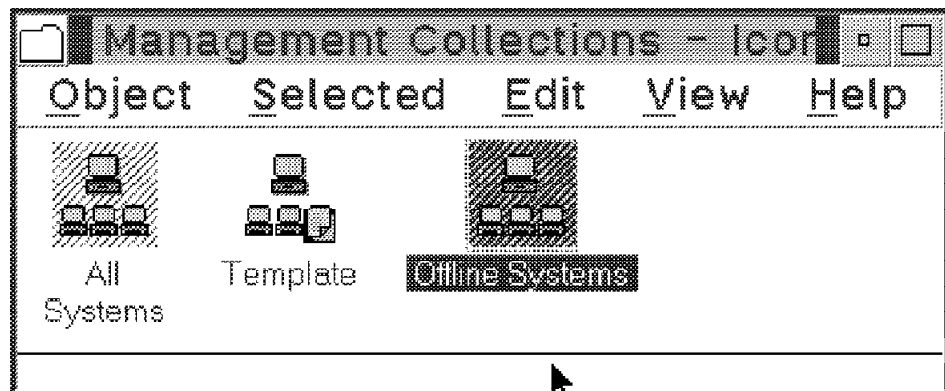 Management Collections - Icon
Object Selected Edit View Help
All Systems
Template
Offline Systems